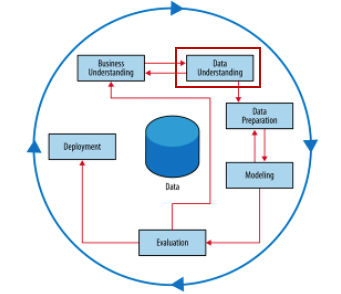 Business
Understanding
Data
Understanding
Data
Preparation
Deployment
Modeling
Data
Evaluation